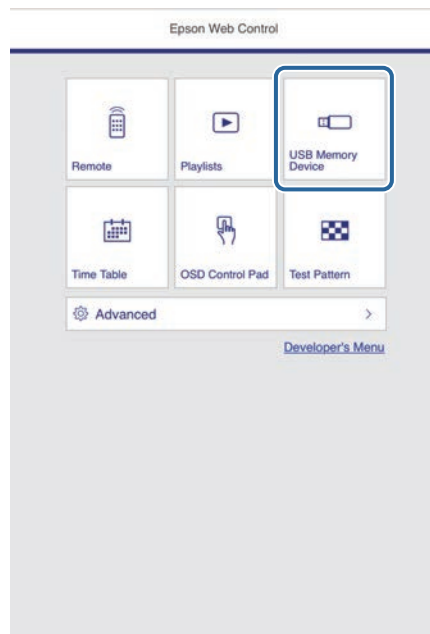 Epson Web Control
Remote
Playlists
USB Memory
Device
Time Table
OSD Control Pad
Test Pattern
Advanced
Developer's Menu